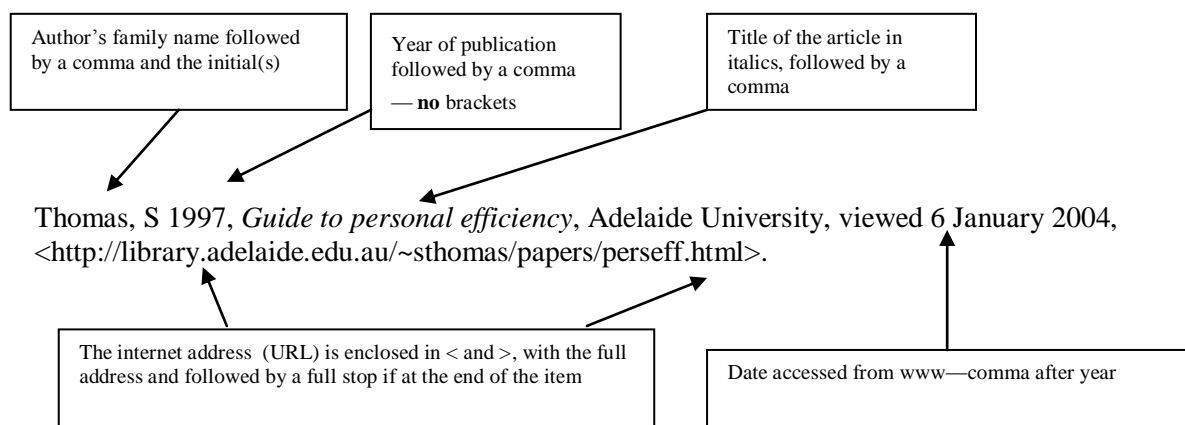 Author's family name followed
by a comma and the initial(s)
Year of publication
followed by a comma
— no brackets
Title of the article in
italics, followed by a
comma
Thomas, S 1997, Guide to personal efficiency, Adelaide University, viewed 6 January 2004,
<http://library.adelaide.edu.au/~sthomas/papers/perseff.html>.
The internet address (URL) is enclosed in < and >, with the full
address and followed by a full stop if at the end of the item
Date accessed from www—comma after year